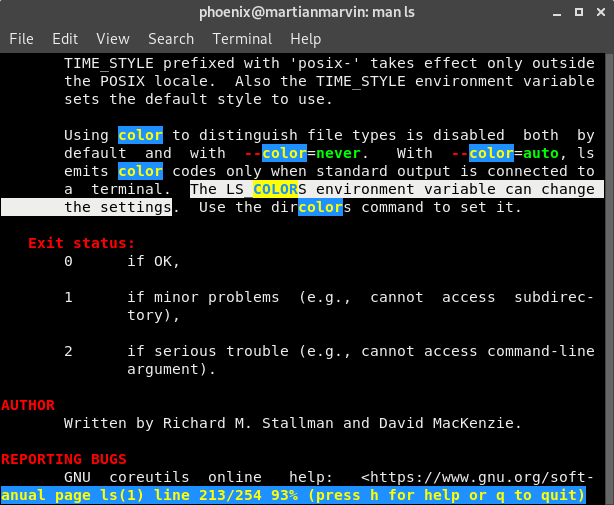 phoenix@martianmarvin: man ls
File Edit View Search Terminal Help
TIME_STYLE prefixed with 'posix-' takes effect only outside
the POSIX locale. Also the TIME_STYLE environment variable
sets the default style to use.
Using color to distinguish file types is disabled both by
default and with --color=never. With --color=auto, ls
emits color codes only when standard output is connected to
a terminal. The LS_COLORS environment variable can change
the settings. Use the dircolors command to set it.
Exit status:
0 if OK,
1 if minor problems (e.g., cannot access subdirec-
tory),
2 if serious trouble (e.g., cannot access command-line
argument).
AUTHOR
Written by Richard M. Stallman and David MacKenzie.
REPORTING BUGS
GNU coreutils online help: <https://www.gnu.org/soft-
anual page ls(1) line 213/254 93% (press h for help or q to quit)